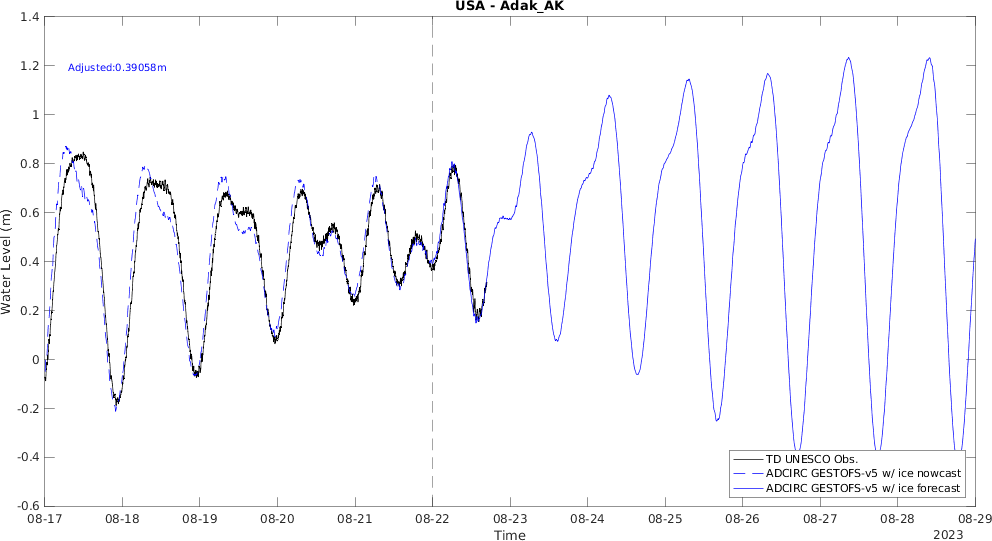 USA - Adak_AK
1.4
1.2
1
0.8
0.6
0.4
0.2
0
-0.2
-0.4
-0.6
Water Level (m)
Adjusted:0.39058m
TD UNESCO Obs.
ADCIRC GESTOFS-v5 w/ ice nowcast
ADCIRC GESTOFS-v5 w/ ice forecast
08-17 08-18 08-19 08-20 08-21 08-22 08-23 08-24 08-25 08-26 08-27 08-28 08-29
Time
2023